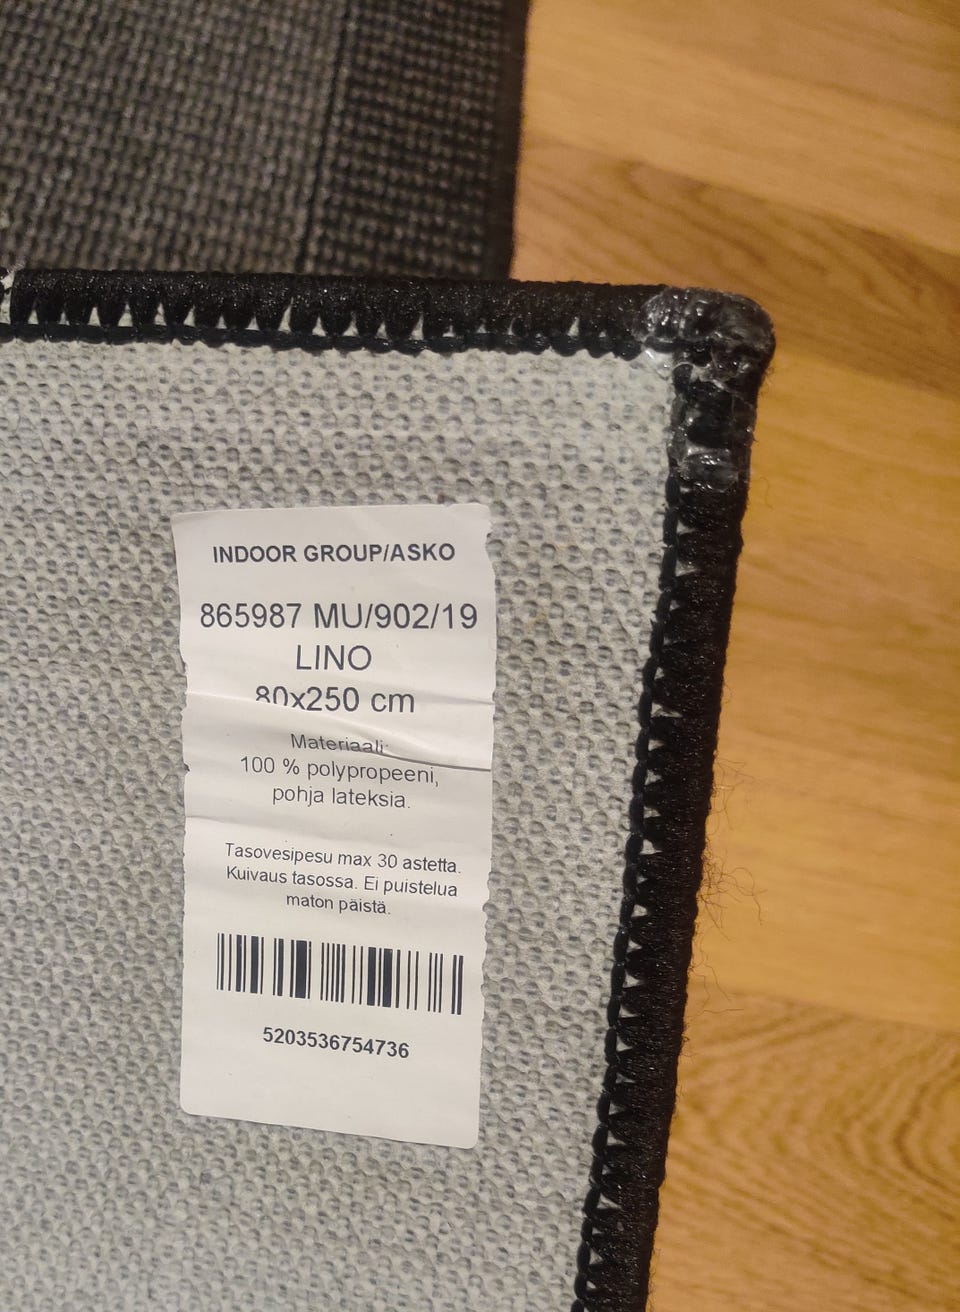 INDOOR GROUP/ASKO
865987 MU/902/19
LINO
80x250 cm
Materiaali:
100 % polypropeeni,
pohja lateksia.
Tasovesipesu max 30 astetta.
Kuivaus tasossa. Ei puistelua
maton päistä.
5203536754736